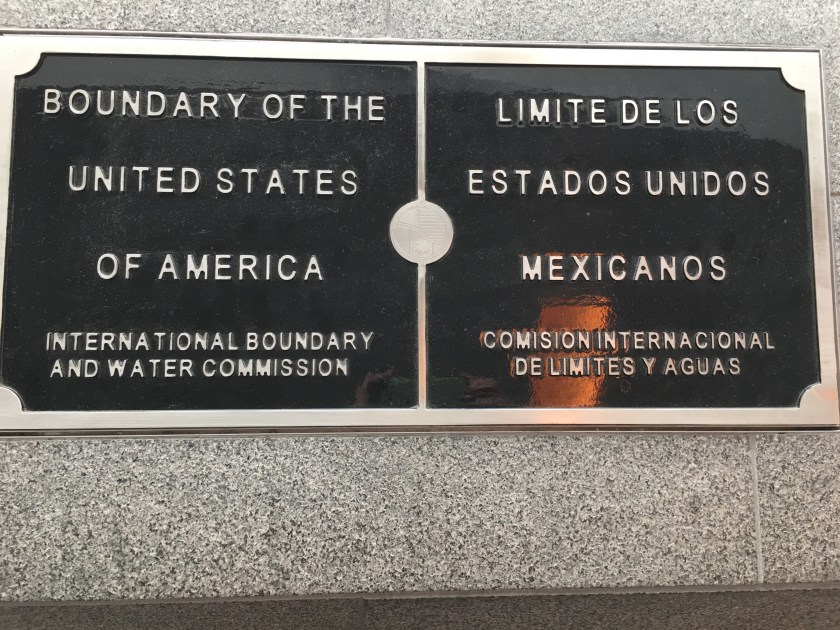 BOUNDARY OF THE
UNITED STATES
OF AMERICA
INTERNATIONAL BOUNDARY
AND WATER COMMISSION
LIMITE DE LOS
ESTADOS UNIDOS
MEXICANOS
COMISION INTERNACIONAL
DE LIMITES Y AGUAS